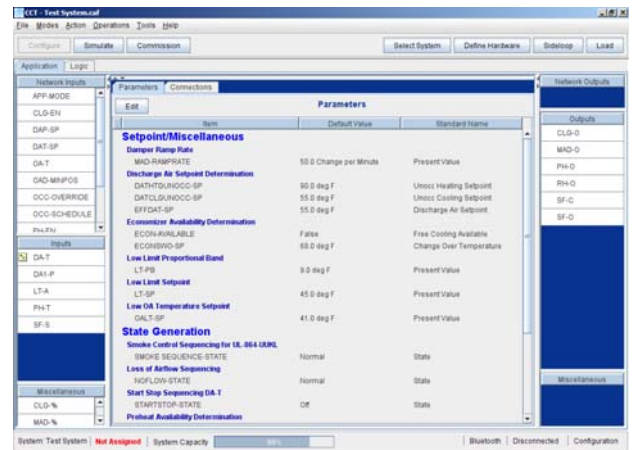 CCT - Test System.caf
File Modes Action Operations Tools Help
Configure Simulate Commission Select System Define Hardware Sideloop Load
Application Logic
Network Inputs
APP-MODE
CLG-EN
DAP-SP
DAT-SP
OA-T
OAD-MINPOS
OCC-OVERRIDE
OCC-SCHEDULE
PH-EN
Inputs
DA-T
DA1-P
LT-A
PH-T
SF-S
Miscellaneous
CLG-%
MAD-%
Parameters Connections
Edit Parameters
Item Default Value Standard Name
Setpoint/Miscellaneous
Damper Ramp Rate
MAD-RAMPRATE 50.0 Change per Minute Present Value
Discharge Air Setpoint Determination
DATHTGUNOCC-SP 90.0 deg F Unocc Heating Setpoint
DATCLGUNOCC-SP 55.0 deg F Unocc Cooling Setpoint
EFFDAT-SP 55.0 deg F Discharge Air Setpoint
Economizer Availability Determination
ECON-AVAILABLE False Free Cooling Available
ECONSWO-SP 68.0 deg F Change Over Temperature
Low Limit Proportional Band
LT-PB 9.0 deg F Present Value
Low Limit Setpoint
LT-SP 45.0 deg F Present Value
Low OA Temperature Setpoint
OALT-SP 41.0 deg F Present Value
State Generation
Smoke Control Sequencing for UL-864-UUKL
SMOKE SEQUENCE-STATE Normal State
Loss of Airflow Sequencing
NOFLOW-STATE Normal State
Start Stop Sequencing DA-T
STARTSTOP-STATE Off State
Preheat Availability Determination
Network Outputs
Outputs
CLG-O
MAD-O
PH-O
RH-O
SF-C
SF-O
Miscellaneous
System: Test System Not Assigned System Capacity Bluetooth Disconnected Configuration